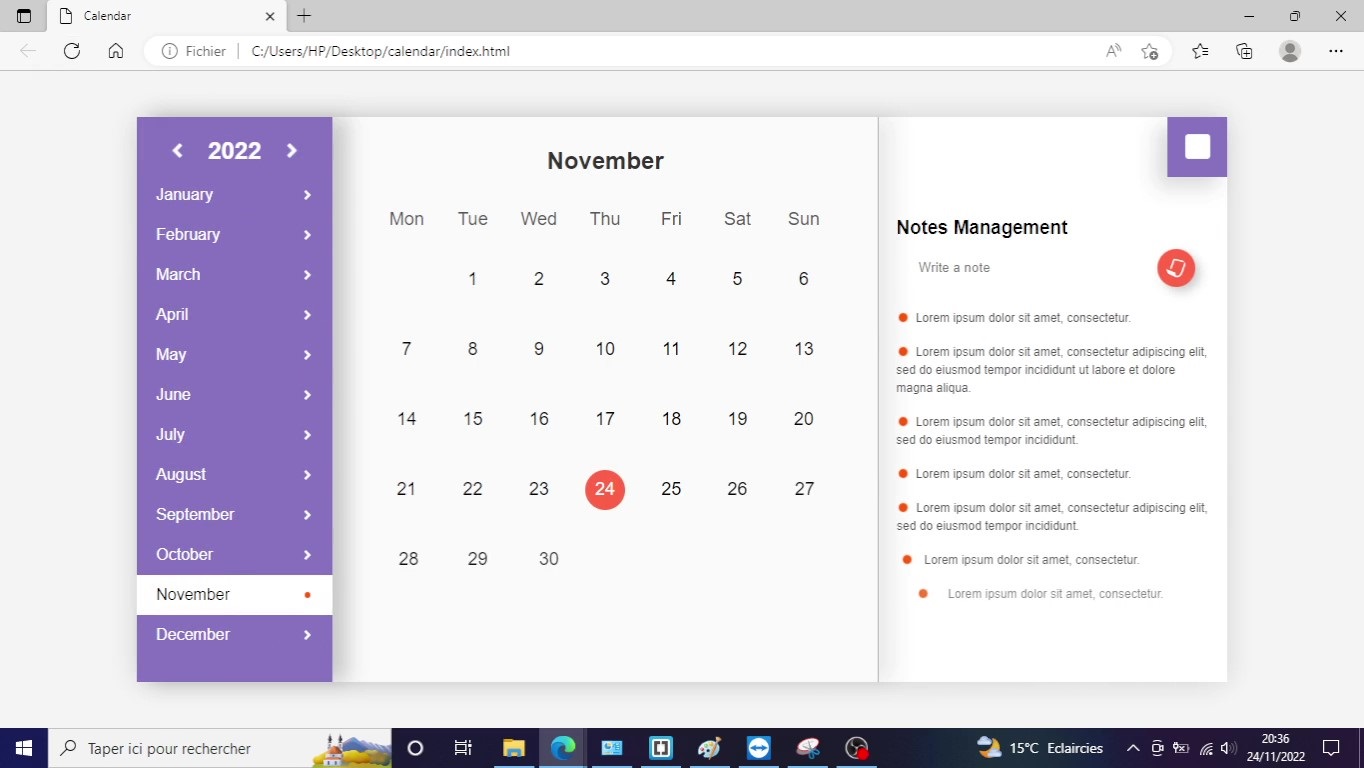 Calendar
Fichier C:/Users/HP/Desktop/calendar/index.html
2022
January
February
March
April
May
June
July
August
September
October
November
December
November
Mon Tue Wed Thu Fri Sat Sun
1 2 3 4 5 6
7 8 9 10 11 12 13
14 15 16 17 18 19 20
21 22 23 24 25 26 27
28 29 30
Notes Management
Write a note
Lorem ipsum dolor sit amet, consectetur.
Lorem ipsum dolor sit amet, consectetur adipiscing elit,
sed do eiusmod tempor incididunt ut labore et dolore
magna aliqua.
Lorem ipsum dolor sit amet, consectetur adipiscing elit,
sed do eiusmod tempor incididunt.
Lorem ipsum dolor sit amet, consectetur.
Lorem ipsum dolor sit amet, consectetur adipiscing elit,
sed do eiusmod tempor incididunt.
Lorem ipsum dolor sit amet, consectetur.
Lorem ipsum dolor sit amet, consectetur.
Taper ici pour rechercher
15°C Eclaircies
20:36
24/11/2022